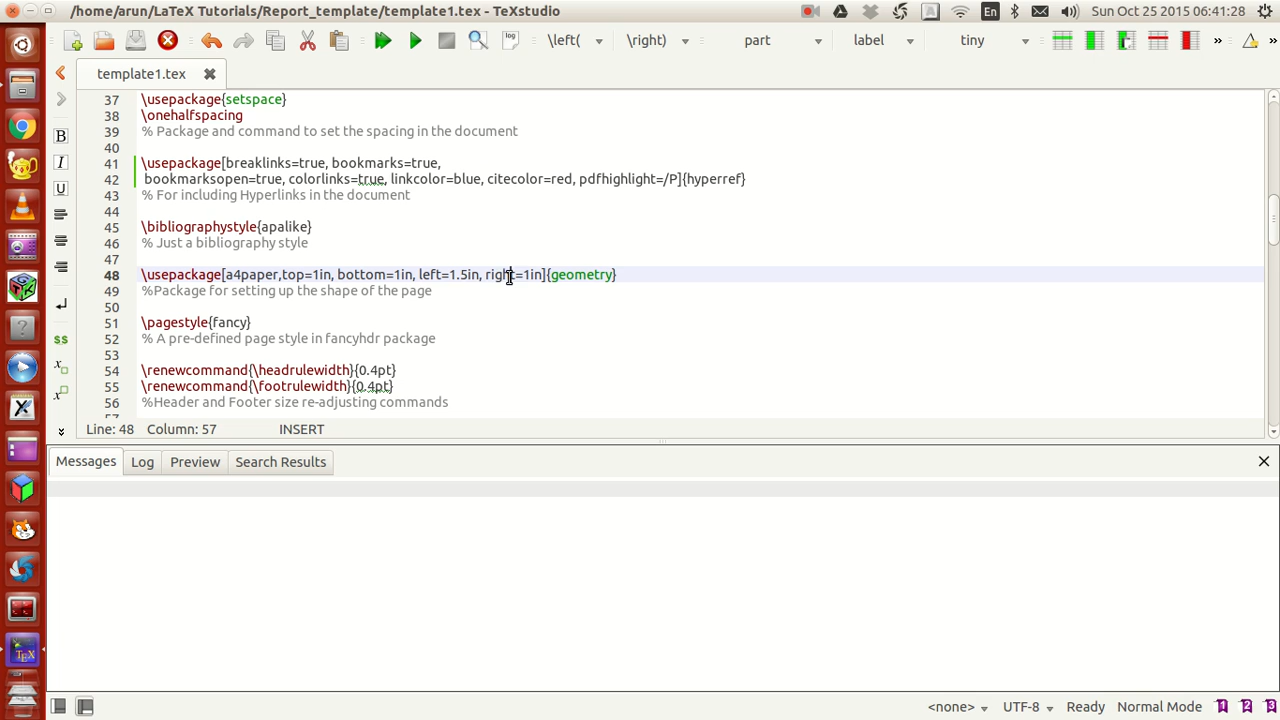 /home/arun/LaTeX Tutorials/Report_template/template1.tex - TeXstudio
En
Sun Oct 25 2015 06:41:23
\left(
\right)
part
label
tiny
»
»
template1.tex
37 \usepackage{setspace}
38 \onehalfspacing
39 % Package and command to set the spacing in the document
40
41 \usepackage[breaklinks=true, bookmarks=true,
42 bookmarksopen=true, colorlinks=true, linkcolor=blue, citecolor=red, pdfhighlight=/P]{hyperref}
43 % For including Hyperlinks in the document
44
45 \bibliographystyle{apalike}
46 % Just a bibliography style
47
48 \usepackage[a4paper,top=1in, bottom=1in, left=1.5in, right=1in]{geometry}
49 %Package for setting up the shape of the page
50
51 \pagestyle{fancy}
52 % A pre-defined page style in fancyhdr package
53
54 \renewcommand{\headrulewidth}{0.4pt}
55 \renewcommand{\footrulewidth}{0.4pt}
56 %Header and Footer size re-adjusting commands
57
B
I
U
$$
Line: 48 Column: 57 INSERT
Messages
Log
Preview
Search Results
TEX
<none>
UTF-8
Ready
Normal Mode
1
2
3